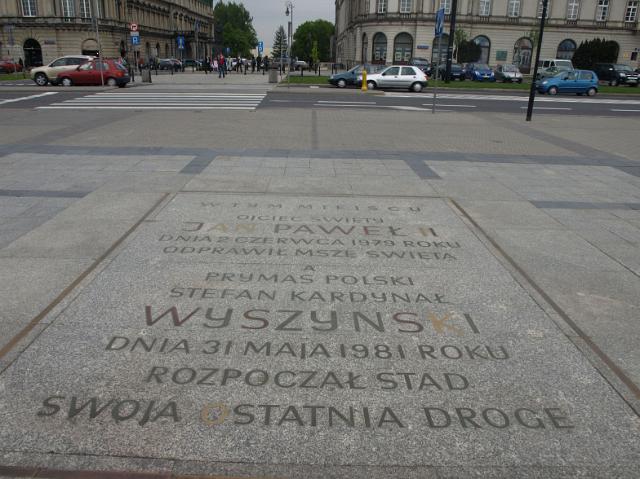 W TYM MIEJSCU
OJCIEC ŚWIĘTY
JAN PAWEŁ II
DNIA 2 CZERWCA 1979 ROKU
ODPRAWIŁ MSZĘ ŚWIĘTĄ
A
PRYMAS POLSKI
STEFAN KARDYNAŁ
WYSZYŃSKI
DNIA 31 MAJA 1981 ROKU
ROZPOCZĄŁ STĄD
SWOJĄ OSTATNIĄ DROGĘ